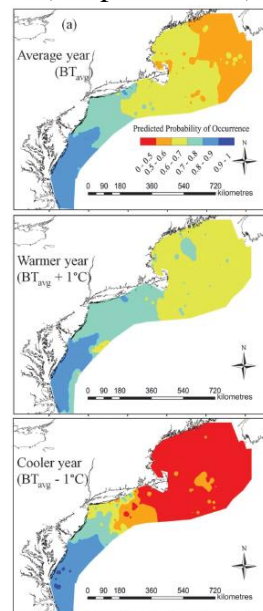 (a)
Average year
(BTavg)
Predicted Probability of Occurrence
0 - 0.5
0.5 - 0.6
0.6 - 0.7
0.7 - 0.8
0.8 - 0.9
0.9 - 1
0 90 180 360 540 720
kilometres
N
Warmer year
(BTavg + 1°C)
0 90 180 360 540 720
kilometres
N
Cooler year
(BTavg - 1°C)
0 90 180 360 540 720
kilometres
N